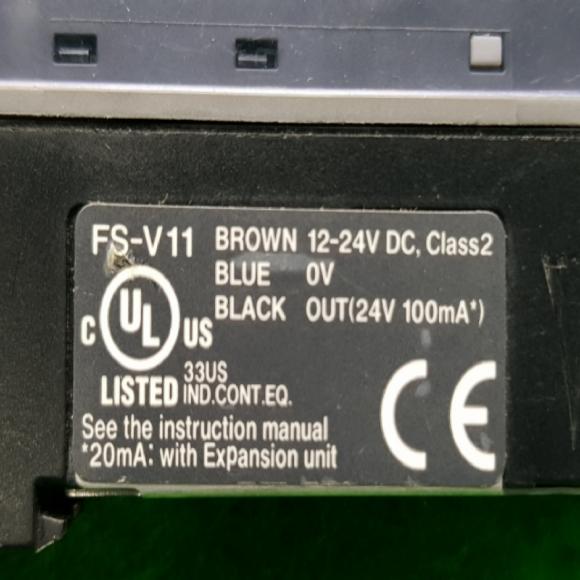 FS-V11 BROWN 12-24V DC, Class2
BLUE 0V
BLACK OUT(24V 100mA*)
C UL US
LISTED 33US
IND.CONT.EQ.
CE
See the instruction manual
*20mA: with Expansion unit